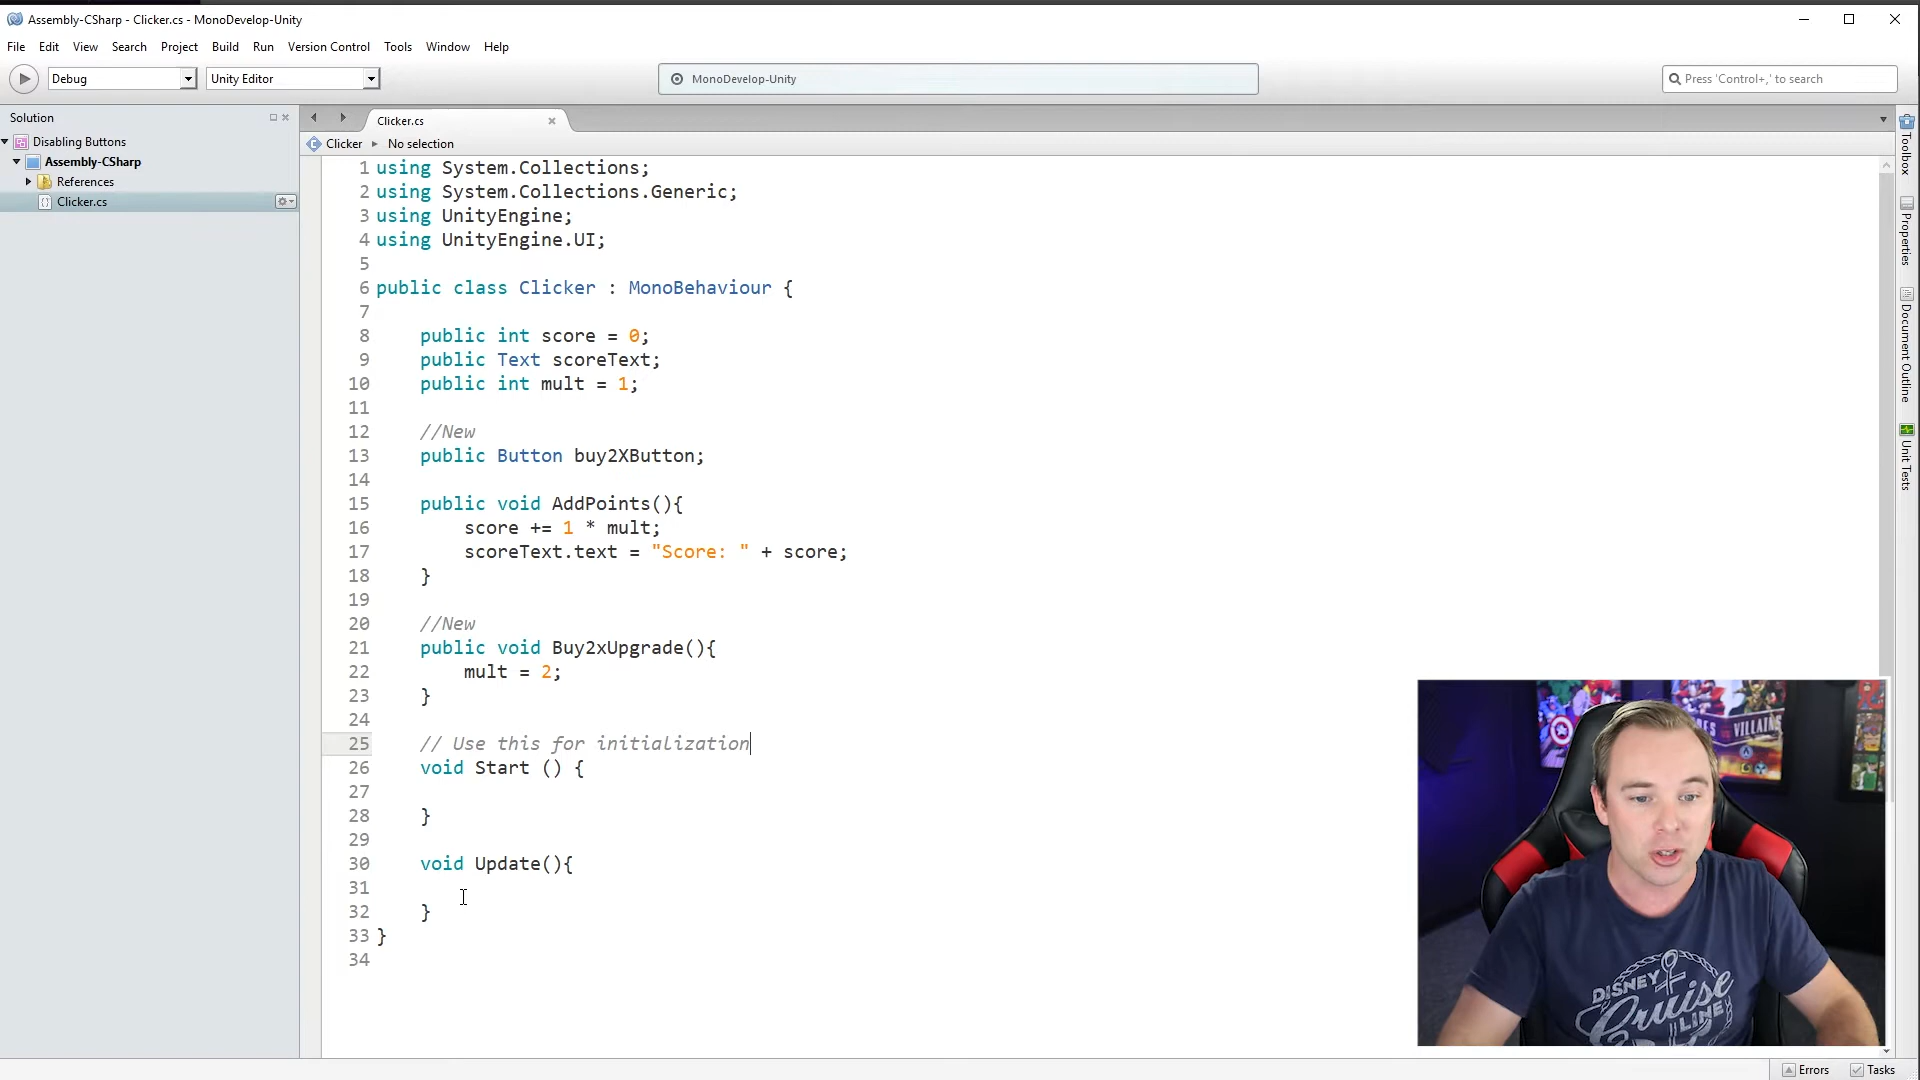 Assembly-CSharp - Clicker.cs - MonoDevelop-Unity
File Edit View Search Project Build Run Version Control Tools Window Help
Debug Unity Editor MonoDevelop-Unity Press 'Control+,' to search
Solution
Disabling Buttons
Assembly-CSharp
References
Clicker.cs
Clicker.cs
Clicker No selection
1 using System.Collections;
2 using System.Collections.Generic;
3 using UnityEngine;
4 using UnityEngine.UI;
5
6 public class Clicker : MonoBehaviour {
7
8 public int score = 0;
9 public Text scoreText;
10 public int mult = 1;
11
12 //New
13 public Button buy2XButton;
14
15 public void AddPoints(){
16 score += 1 * mult;
17 scoreText.text = "Score: " + score;
18 }
19
20 //New
21 public void Buy2xUpgrade(){
22 mult = 2;
23 }
24
25 // Use this for initialization
26 void Start () {
27
28 }
29
30 void Update(){
31
32 }
33 }
34
Toolbox
Properties
Document Outline
Unit Tests
VILLAINS
DISNEY
Cruise
LINE
Errors Tasks